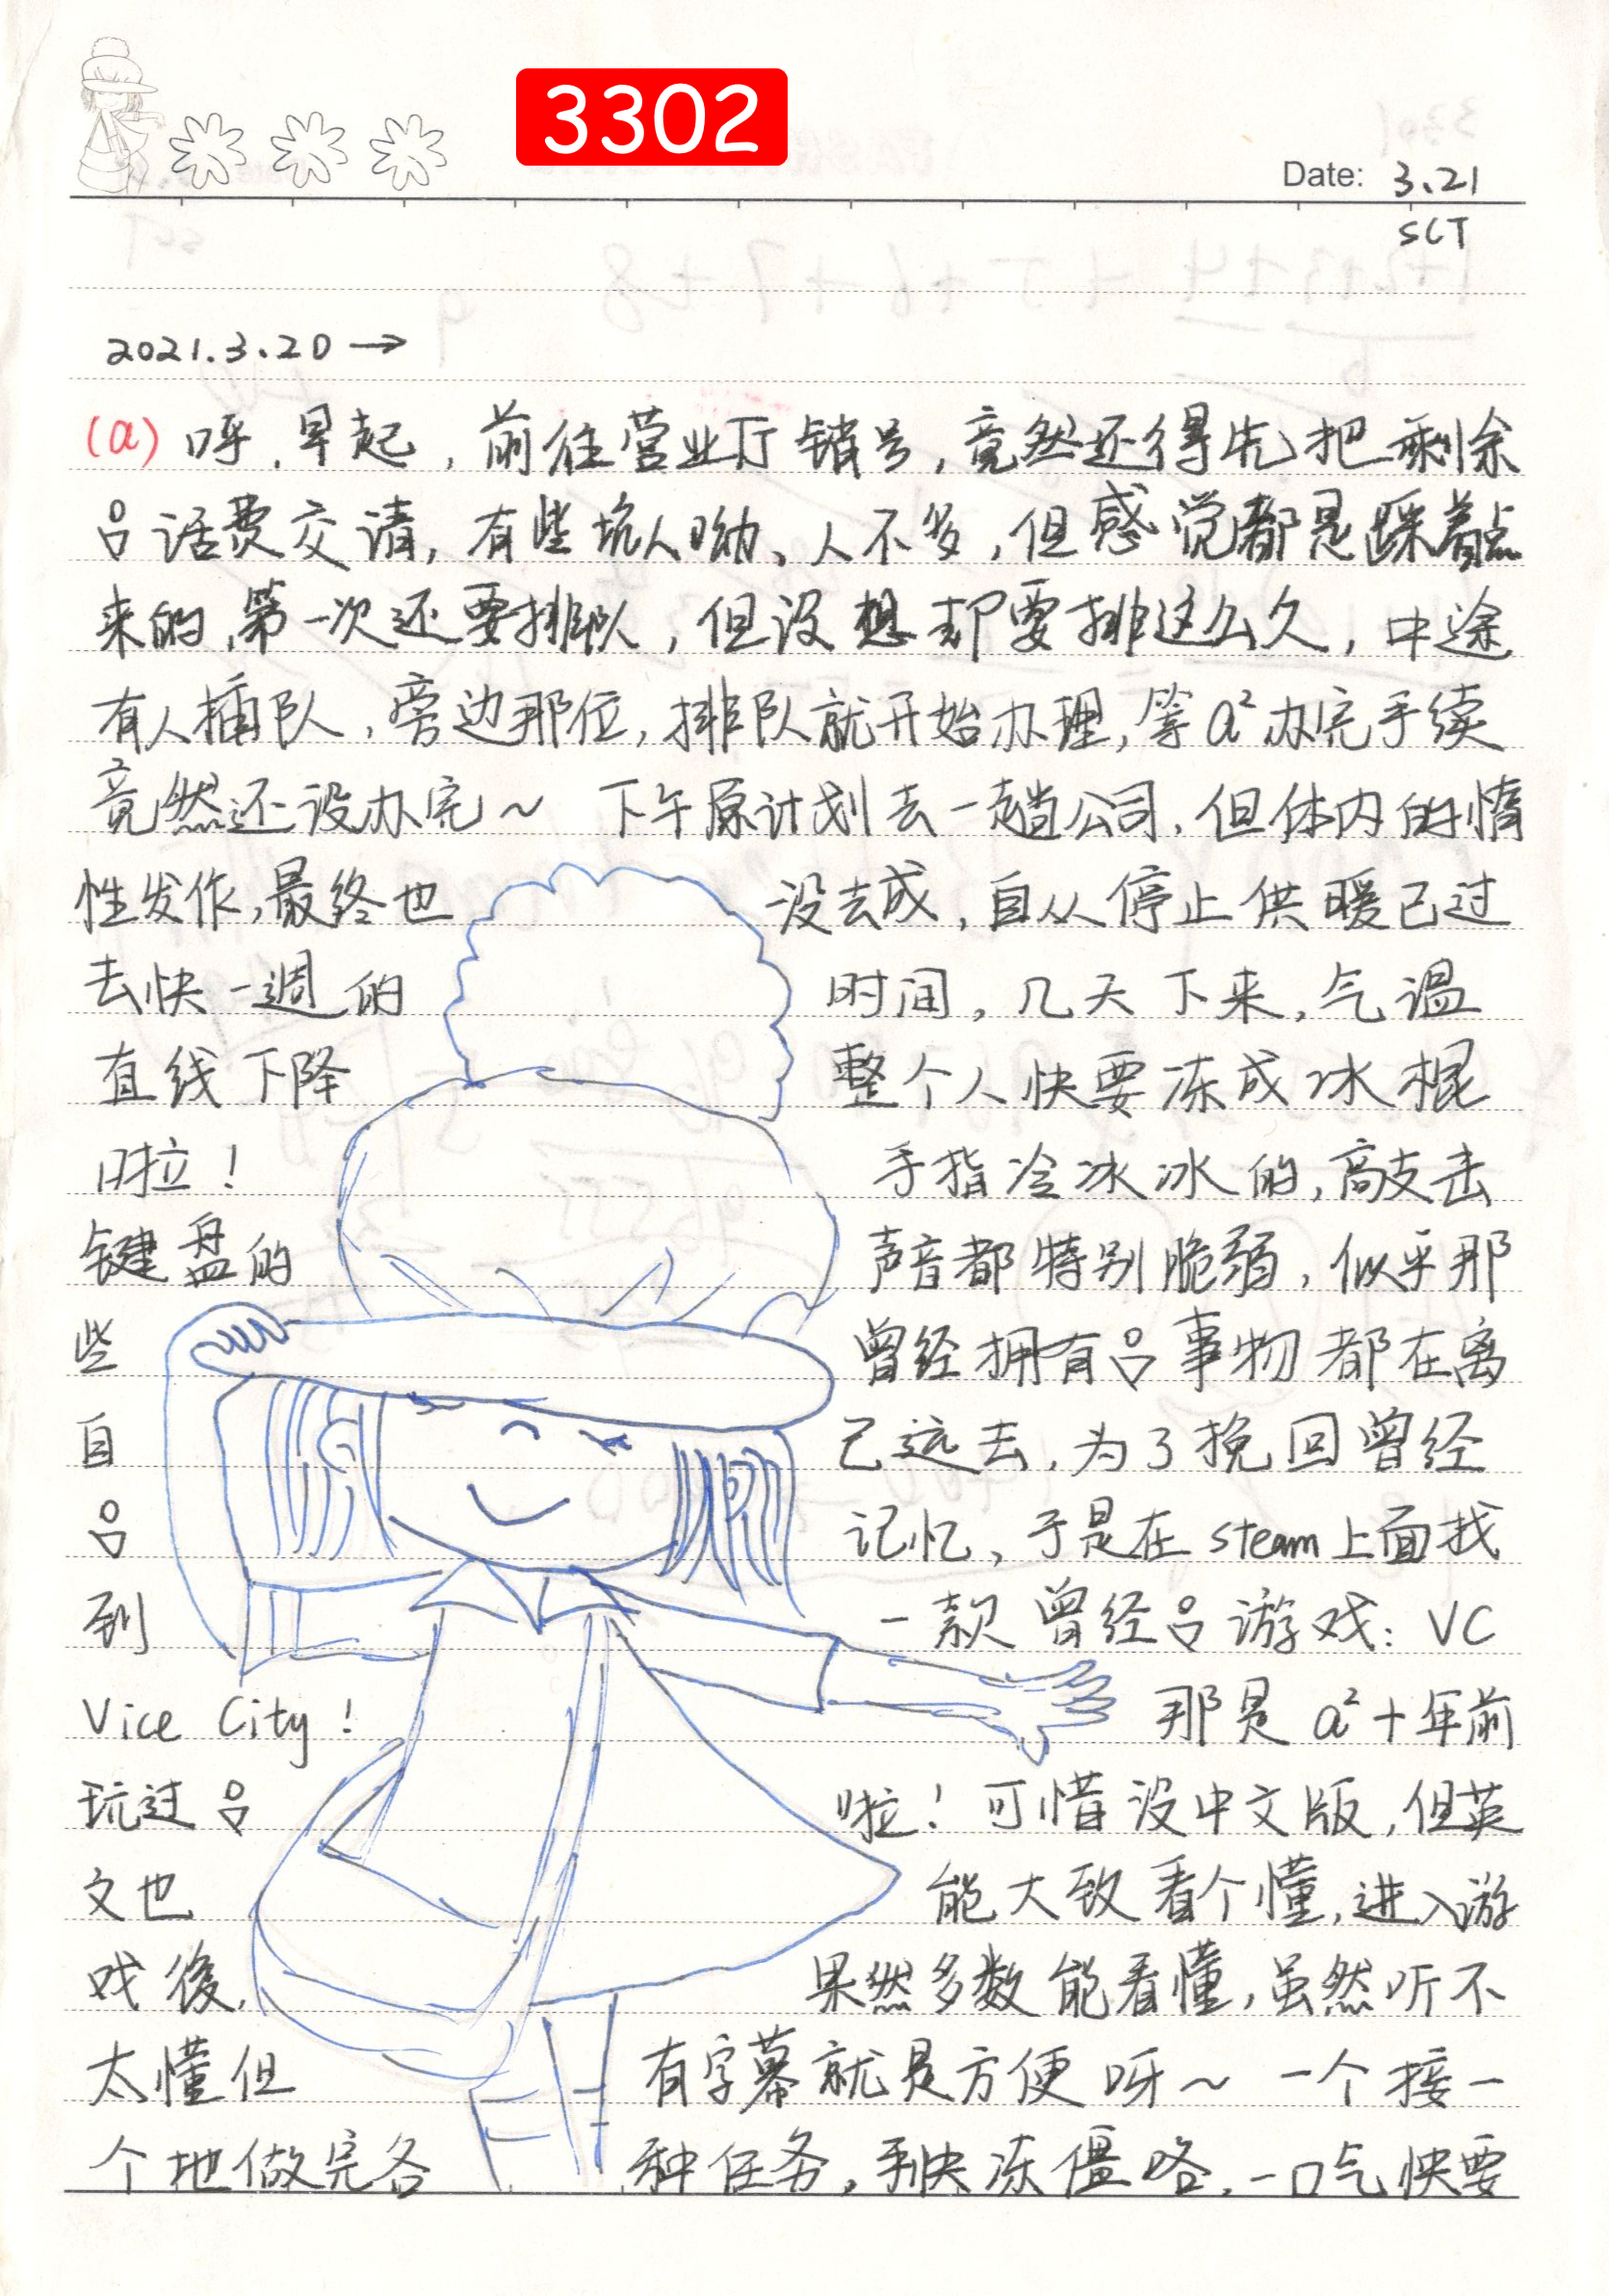 3302
Date: 3.21
SCT
2021.3.20→
(a) 呼,早起,前往营业厅销号,竟然还得先把剩余
吕话费交请,有些坑人呦、人不多,但感觉都是踩着点
来的,第一次还要排队,但没想却要排这么久,中途
有人插队,旁边那位,排队就开始办理,等a²办完手续
竟然还没办完~ 下午原计划去一趟公司,但体内的惰
性发作,最终也没去成,自从停止供暖已过
去快一週的时间,几天下来,气温
直线下降整个人快要冻成冰棍
啦!手指冷冰冰的,敲击
键盘的声音都特别脆弱,似乎那
些曾经拥有吕事物都在离
自己远去,为了挽回曾经
吕记忆,于是在steam上面找
到一款曾经吕游戏:VC
Vice City!那是a²十年前
玩过吕啦!可惜没中文版,但英
文也能大致看个懂,进入游
戏後,果然多数能看懂,虽然听不
太懂但有字幕就是方便呀~ 一个接一
个地做完各种任务,手快冻僵咯,一口气快要